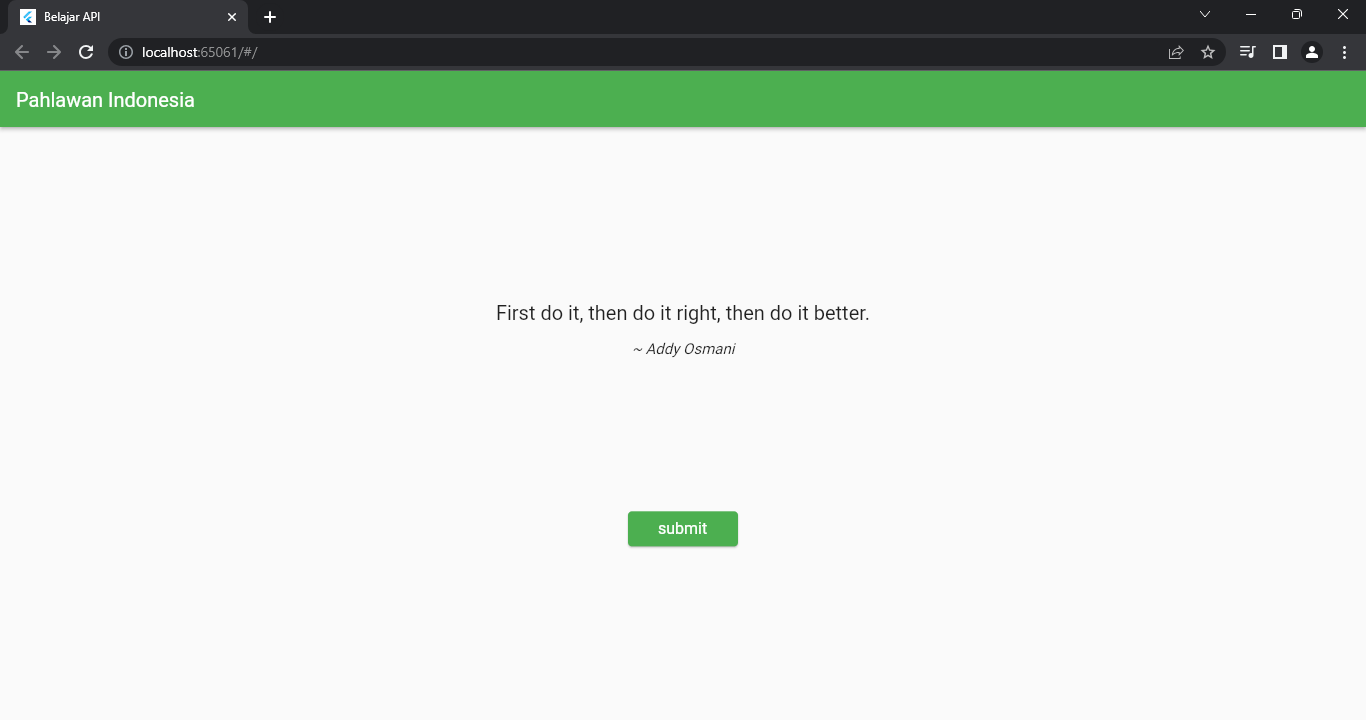 Belajar API
localhost:65061/#/
Pahlawan Indonesia
First do it, then do it right, then do it better.
~ Addy Osmani
submit